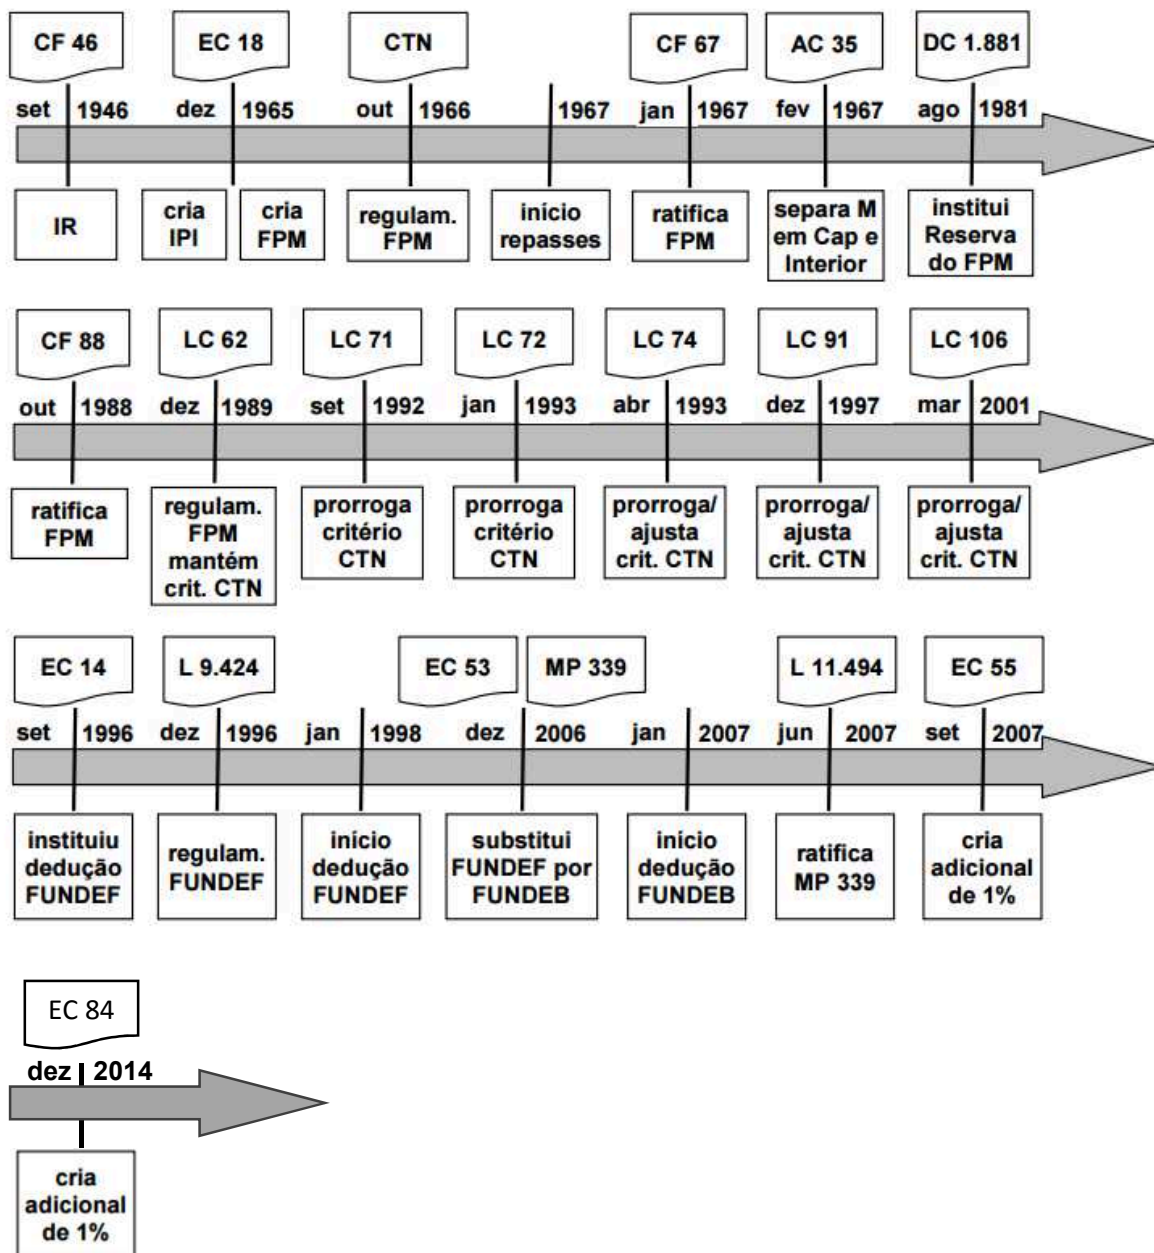 CF 46 EC 18 CTN CF 67 AC 35 DC 1.881
set 1946 dez 1965 out 1966 1967 jan 1967 fev 1967 ago 1981
IR
cria
IPI
cria
FPM
regulam.
FPM
início
repasses
ratifica
FPM
separa M
em Cap e
Interior
institui
Reserva
do FPM
CF 88 LC 62 LC 71 LC 72 LC 74 LC 91 LC 106
out 1988 dez 1989 set 1992 jan 1993 abr 1993 dez 1997 mar 2001
ratifica
FPM
regulam.
FPM
mantém
crit. CTN
prorroga
critério
CTN
prorroga
critério
CTN
prorroga/
ajusta
crit. CTN
prorroga/
ajusta
crit. CTN
prorroga/
ajusta
crit. CTN
EC 14 L 9.424 EC 53 MP 339 L 11.494 EC 55
set 1996 dez 1996 jan 1998 dez 2006 jan 2007 jun 2007 set 2007
instituiu
dedução
FUNDEF
regulam.
FUNDEF
início
dedução
FUNDEF
substitui
FUNDEF por
FUNDEB
início
dedução
FUNDEB
ratifica
MP 339
cria
adicional
de 1%
EC 84
dez 2014
cria
adicional
de 1%